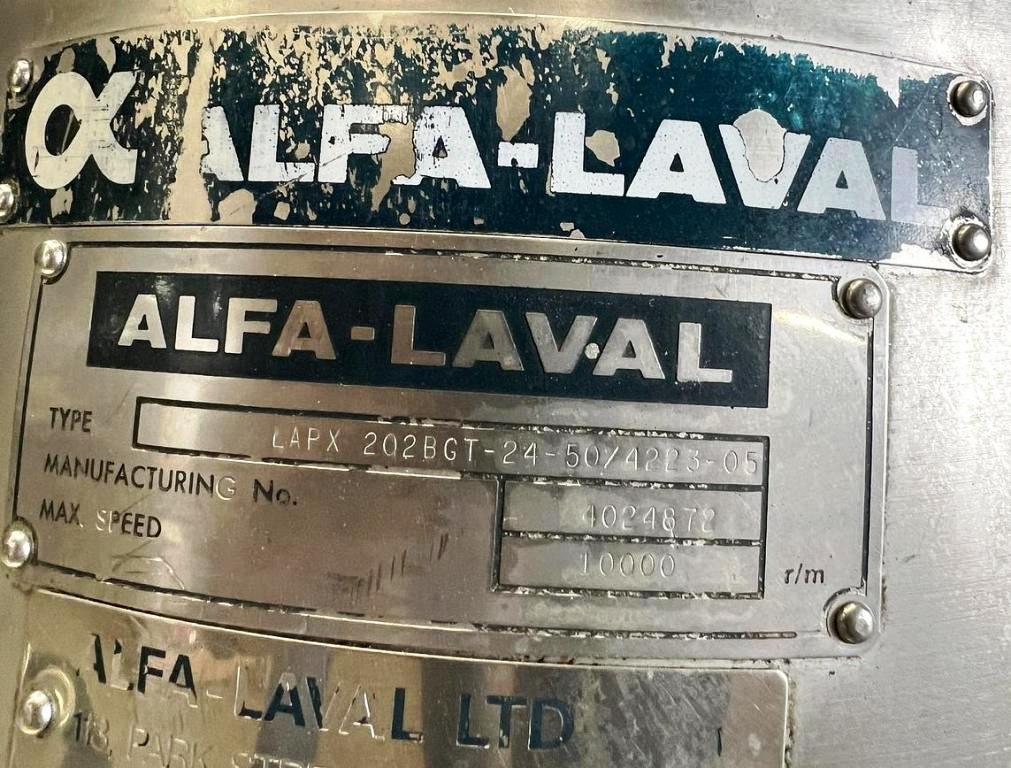 α ALFA-LAVAL
ALFA-LAVAL
TYPE LAPX 202BGT-24-50/4223-05
MANUFACTURING No. 4024872
MAX. SPEED 10000 r/m
ALFA-LAVAL LTD
PARK